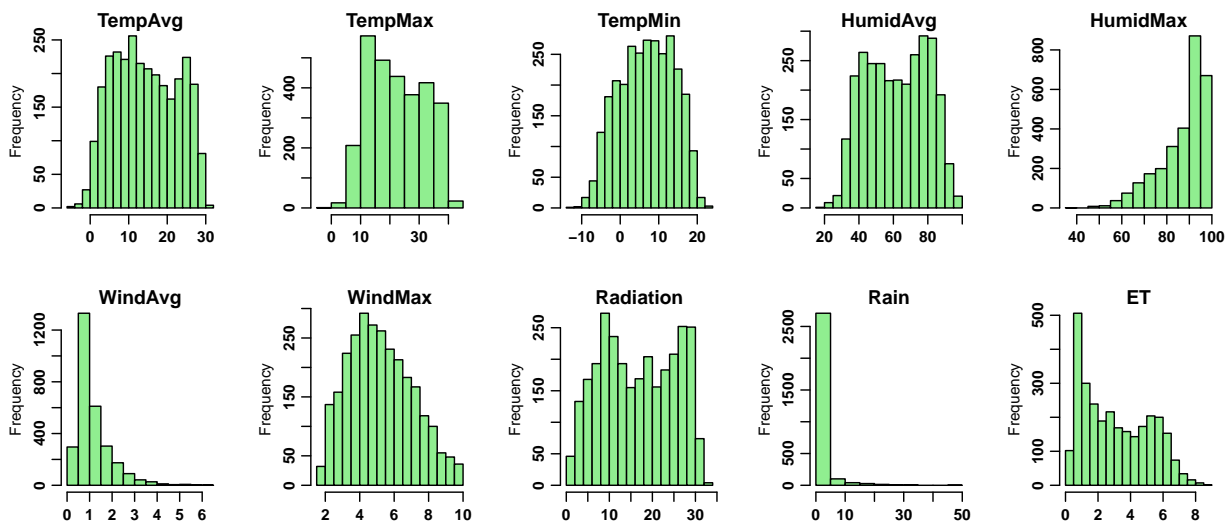 TempAvg TempMax TempMin HumidAvg HumidMax
Frequency Frequency Frequency Frequency Frequency
0 50 150 250
0 200 400
0 50 150 250
0 50 150 250
0 200 400 600 800
0 10 20 30
0 10 20 30
−10 0 10 20
20 40 60 80
40 60 80 100
WindAvg WindMax Radiation Rain ET
Frequency Frequency Frequency Frequency Frequency
0 400 800 1200
0 50 150 250
0 50 150 250
0 500 1500 2500
0 100 300 500
0 1 2 3 4 5 6
2 4 6 8 10
0 10 20 30
0 10 30 50
0 2 4 6 8